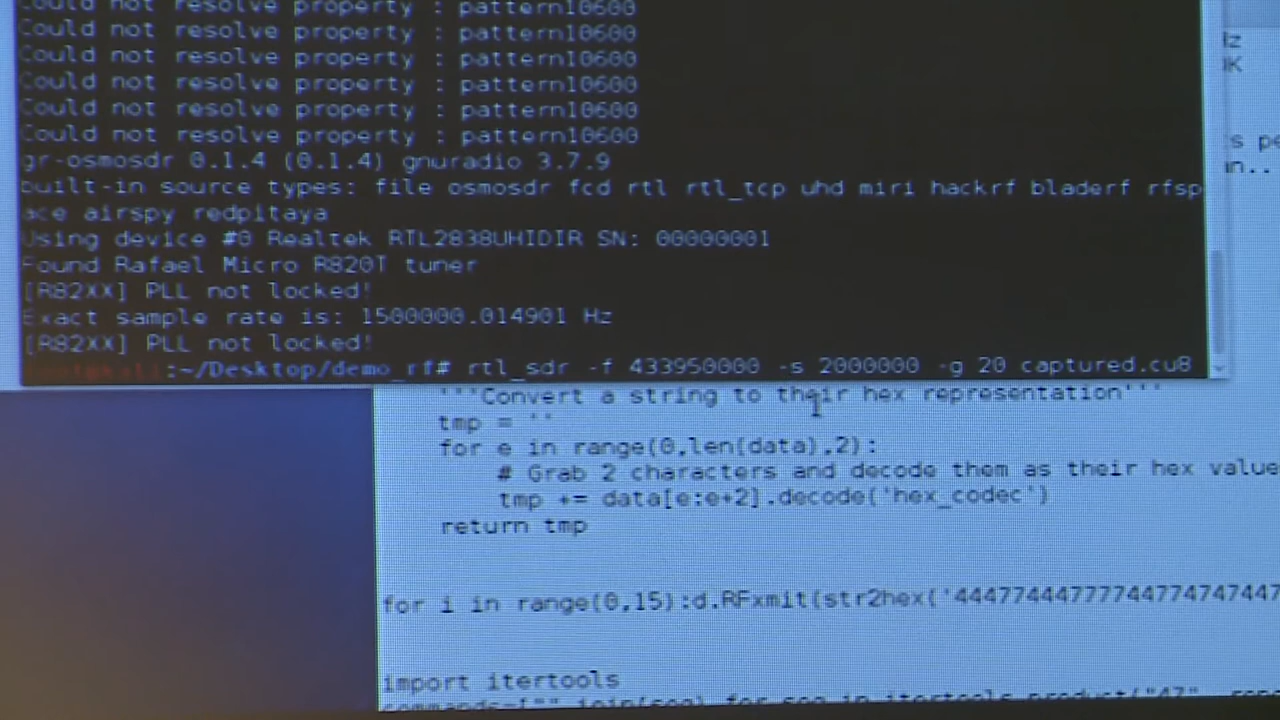 Could not resolve property : pattern10600
Could not resolve property : pattern10600
Could not resolve property : pattern10600
Could not resolve property : pattern10600
Could not resolve property : pattern10600
Could not resolve property : pattern10600
gr-osmosdr 0.1.4 (0.1.4) gnuradio 3.7.9
built-in source types: file osmosdr fcd rtl rtl_tcp uhd miri hackrf bladerf rfsp
ace airspy redpitaya
Using device #0 Realtek RTL2838UHIDIR SN: 00000001
Found Rafael Micro R820T tuner
[R82XX] PLL not locked!
Exact sample rate is: 1500000.014901 Hz
[R82XX] PLL not locked!
:~/Desktop/demo_rf# rtl_sdr -f 433950000 -s 2000000 -g 20 captured.cu8
'''Convert a string to their hex representation'''
tmp = ''
for e in range(0,len(data),2):
# Grab 2 characters and decode them as their hex value
tmp += data[e:e+2].decode('hex_codec')
return tmp
for i in range(0,15):d.RFxmit(str2hex('
import itertools